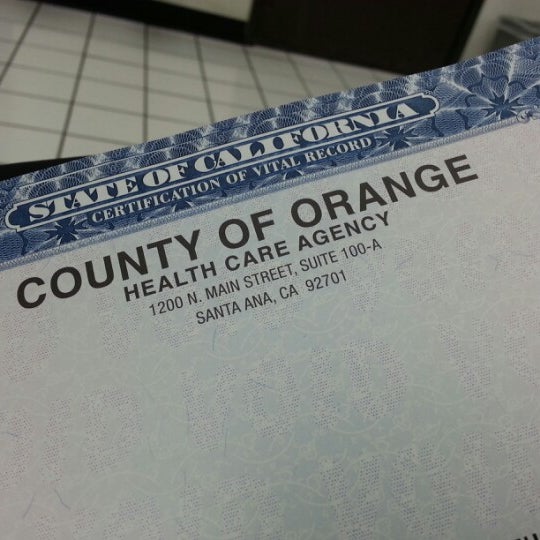 STATE OF CALIFORNIA
CERTIFICATION OF VITAL RECORD
COUNTY OF ORANGE
HEALTH CARE AGENCY
1200 N. MAIN STREET, SUITE 100-A
SANTA ANA, CA 92701
VOID